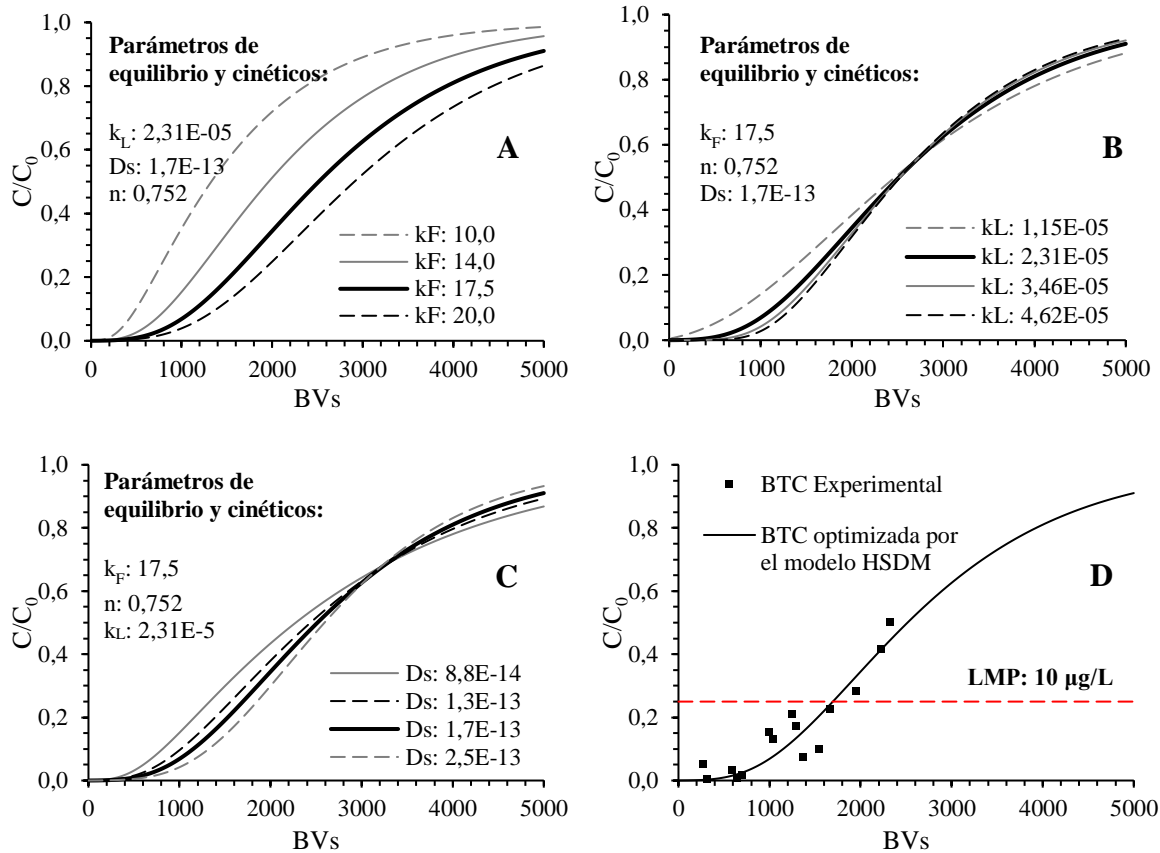 1,0
0,8
0,6
0,4
0,2
0,0
C/C0
Parámetros de
equilibrio y cinéticos:
kL: 2,31E-05
Ds: 1,7E-13
n: 0,752
A
kF: 10,0
kF: 14,0
kF: 17,5
kF: 20,0
0 1000 2000 3000 4000 5000
BVs
1,0
0,8
0,6
0,4
0,2
0,0
C/C0
Parámetros de
equilibrio y cinéticos:
kF: 17,5
n: 0,752
Ds: 1,7E-13
B
kL: 1,15E-05
kL: 2,31E-05
kL: 3,46E-05
kL: 4,62E-05
0 1000 2000 3000 4000 5000
BVs
1,0
0,8
0,6
0,4
0,2
0,0
C/C0
Parámetros de
equilibrio y cinéticos:
kF: 17,5
n: 0,752
kL: 2,31E-5
C
Ds: 8,8E-14
Ds: 1,3E-13
Ds: 1,7E-13
Ds: 2,5E-13
0 1000 2000 3000 4000 5000
BVs
1,0
0,8
0,6
0,4
0,2
0,0
C/C0
BTC Experimental
BTC optimizada por
el modelo HSDM
D
LMP: 10 µg/L
0 1000 2000 3000 4000 5000
BVs